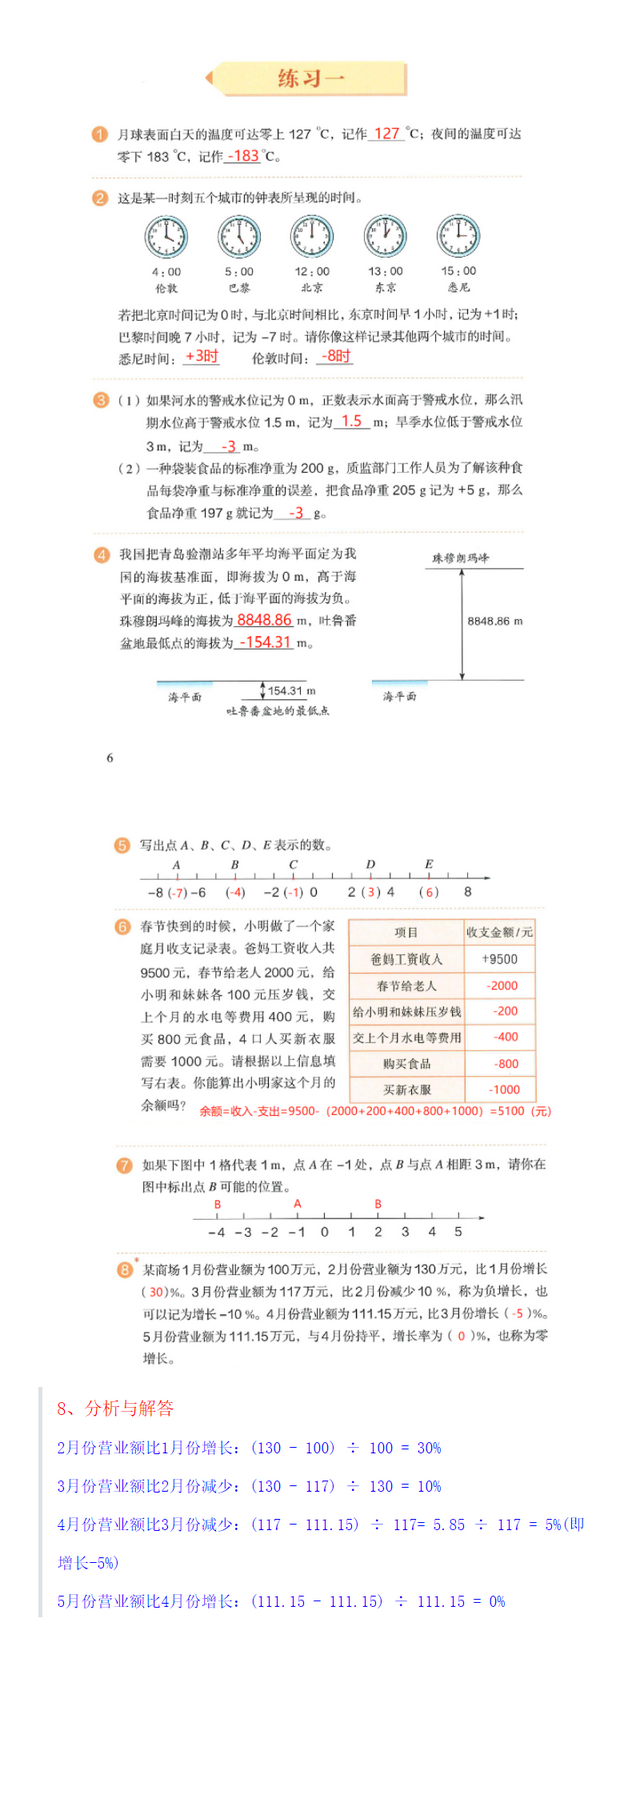 练习一
1 月球表面白天的温度可达零上 127 ℃，记作 127 ℃；夜间的温度可达
零下 183 ℃，记作 -183 ℃。
2 这是某一时刻五个城市的钟表所呈现的时间。
4：00 5：00 12：00 13：00 15：00
伦敦 巴黎 北京 东京 悉尼
若把北京时间记为 0 时，与北京时间相比，东京时间早 1 小时，记为 +1 时；
巴黎时间晚 7 小时，记为 -7 时。请你像这样记录其他两个城市的时间。
悉尼时间： +3时 伦敦时间： -8时
3 （1）如果河水的警戒水位记为 0 m，正数表示水面高于警戒水位，那么汛
期水位高于警戒水位 1.5 m，记为 1.5 m；旱季水位低于警戒水位
3 m，记为 -3 m。
（2）一种袋装食品的标准净重为 200 g，质监部门工作人员为了解该种食
品每袋净重与标准净重的误差，把食品净重 205 g 记为 +5 g，那么
食品净重 197 g 就记为 -3 g。
4 我国把青岛验潮站多年平均海平面定为我
国的海拔基准面，即海拔为 0 m，高于海
平面的海拔为正，低于海平面的海拔为负。
珠穆朗玛峰的海拔为 8848.86 m，吐鲁番
盆地最低点的海拔为 -154.31 m。
珠穆朗玛峰
8848.86 m
海平面
154.31 m
海平面
吐鲁番盆地的最低点
6
5 写出点 A、B、C、D、E 表示的数。
A B C D E
-8 (-7) -6 (-4) -2 (-1) 0 2 (3) 4 (6) 8
6 春节快到的时候，小明做了一个家
庭月收支记录表。爸妈工资收入共
9500 元，春节给老人 2000 元，给
小明和妹妹各 100 元压岁钱，交
上个月的水电等费用 400 元，购
买 800 元食品，4 口人买新衣服
需要 1000 元。请根据以上信息填
写右表。你能算出小明家这个月的
余额吗？
项目 收支金额/元
爸妈工资收入 +9500
春节给老人 -2000
给小明和妹妹压岁钱 -200
交上个月水电等费用 -400
购买食品 -800
买新衣服 -1000
余额=收入-支出=9500-（2000+200+400+800+1000）=5100（元）
7 如果下图中 1 格代表 1 m，点 A 在 -1 处，点 B 与点 A 相距 3 m，请你在
图中标出点 B 可能的位置。
B A B
-4 -3 -2 -1 0 1 2 3 4 5
8* 某商场 1 月份营业额为 100 万元，2 月份营业额为 130 万元，比 1 月份增长
（30）%。3 月份营业额为 117 万元，比 2 月份减少 10 %，称为负增长，也
可以记为增长 -10 %。4 月份营业额为 111.15 万元，比 3 月份增长（-5）%。
5 月份营业额为 111.15 万元，与 4 月份持平，增长率为（0）%，也称为零
增长。
8、分析与解答
2月份营业额比1月份增长：(130 - 100) ÷ 100 = 30%
3月份营业额比2月份减少：(130 - 117) ÷ 130 = 10%
4月份营业额比3月份减少：(117 - 111.15) ÷ 117= 5.85 ÷ 117 = 5%(即
增长-5%)
5月份营业额比4月份增长：(111.15 - 111.15) ÷ 111.15 = 0%